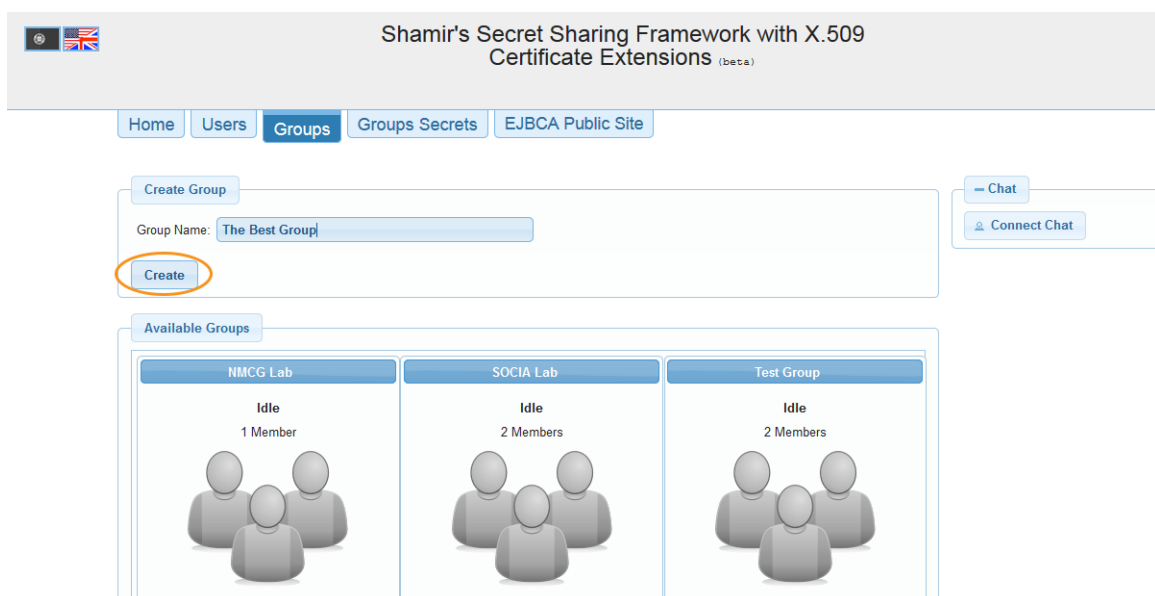 Shamir's Secret Sharing Framework with X.509
Certificate Extensions (beta)
Home Users Groups Groups Secrets EJBCA Public Site
Create Group
Group Name: The Best Group
Create
Chat
Connect Chat
Available Groups
NMCG Lab SOCIA Lab Test Group
Idle Idle Idle
1 Member 2 Members 2 Members